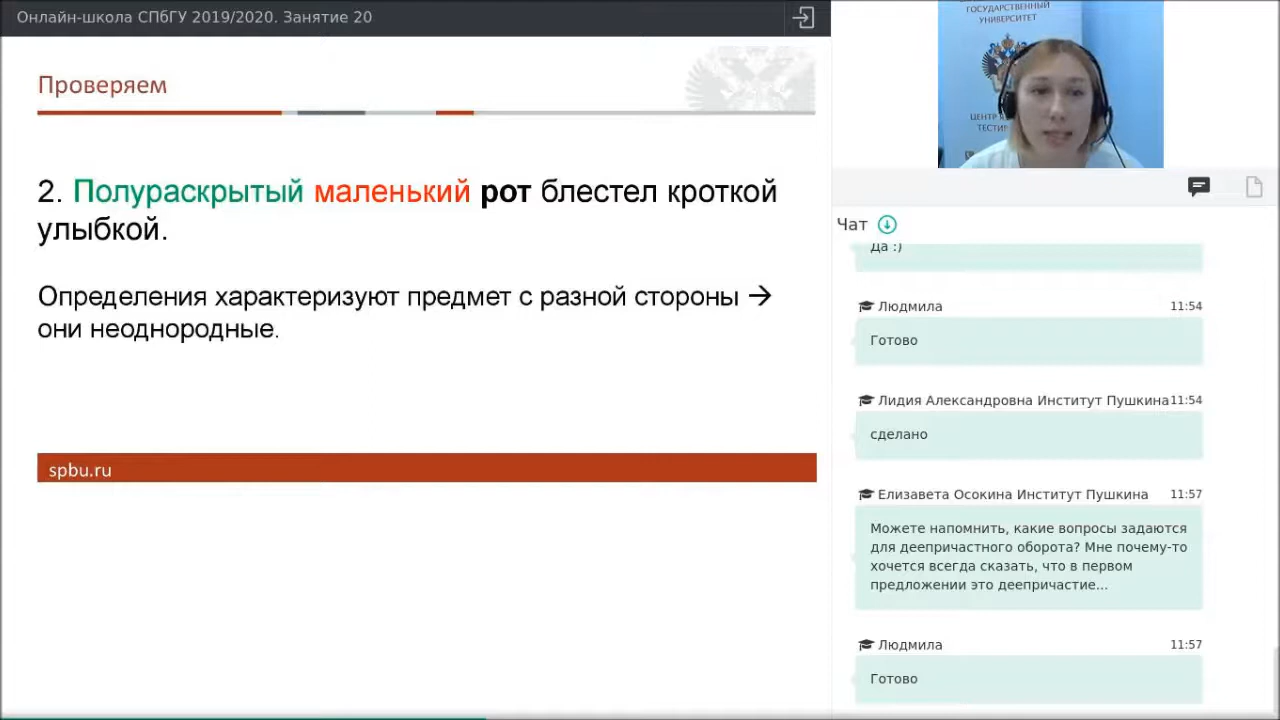 Онлайн-школа СПбГУ 2019/2020. Занятие 20
Проверяем
2. Полураскрытый маленький рот блестел кроткой
улыбкой.
Определения характеризуют предмет с разной стороны →
они неоднородные.
spbu.ru
ГОСУДАРСТВЕННЫЙ
УНИВЕРСИТЕТ
Чат
Да :)
Людмила 11:54
Готово
Лидия Александровна Институт Пушкина 11:54
сделано
Елизавета Осокина Институт Пушкина 11:57
Можете напомнить, какие вопросы задаются
для деепричастного оборота? Мне почему-то
хочется всегда сказать, что в первом
предложении это деепричастие...
Людмила 11:57
Готово